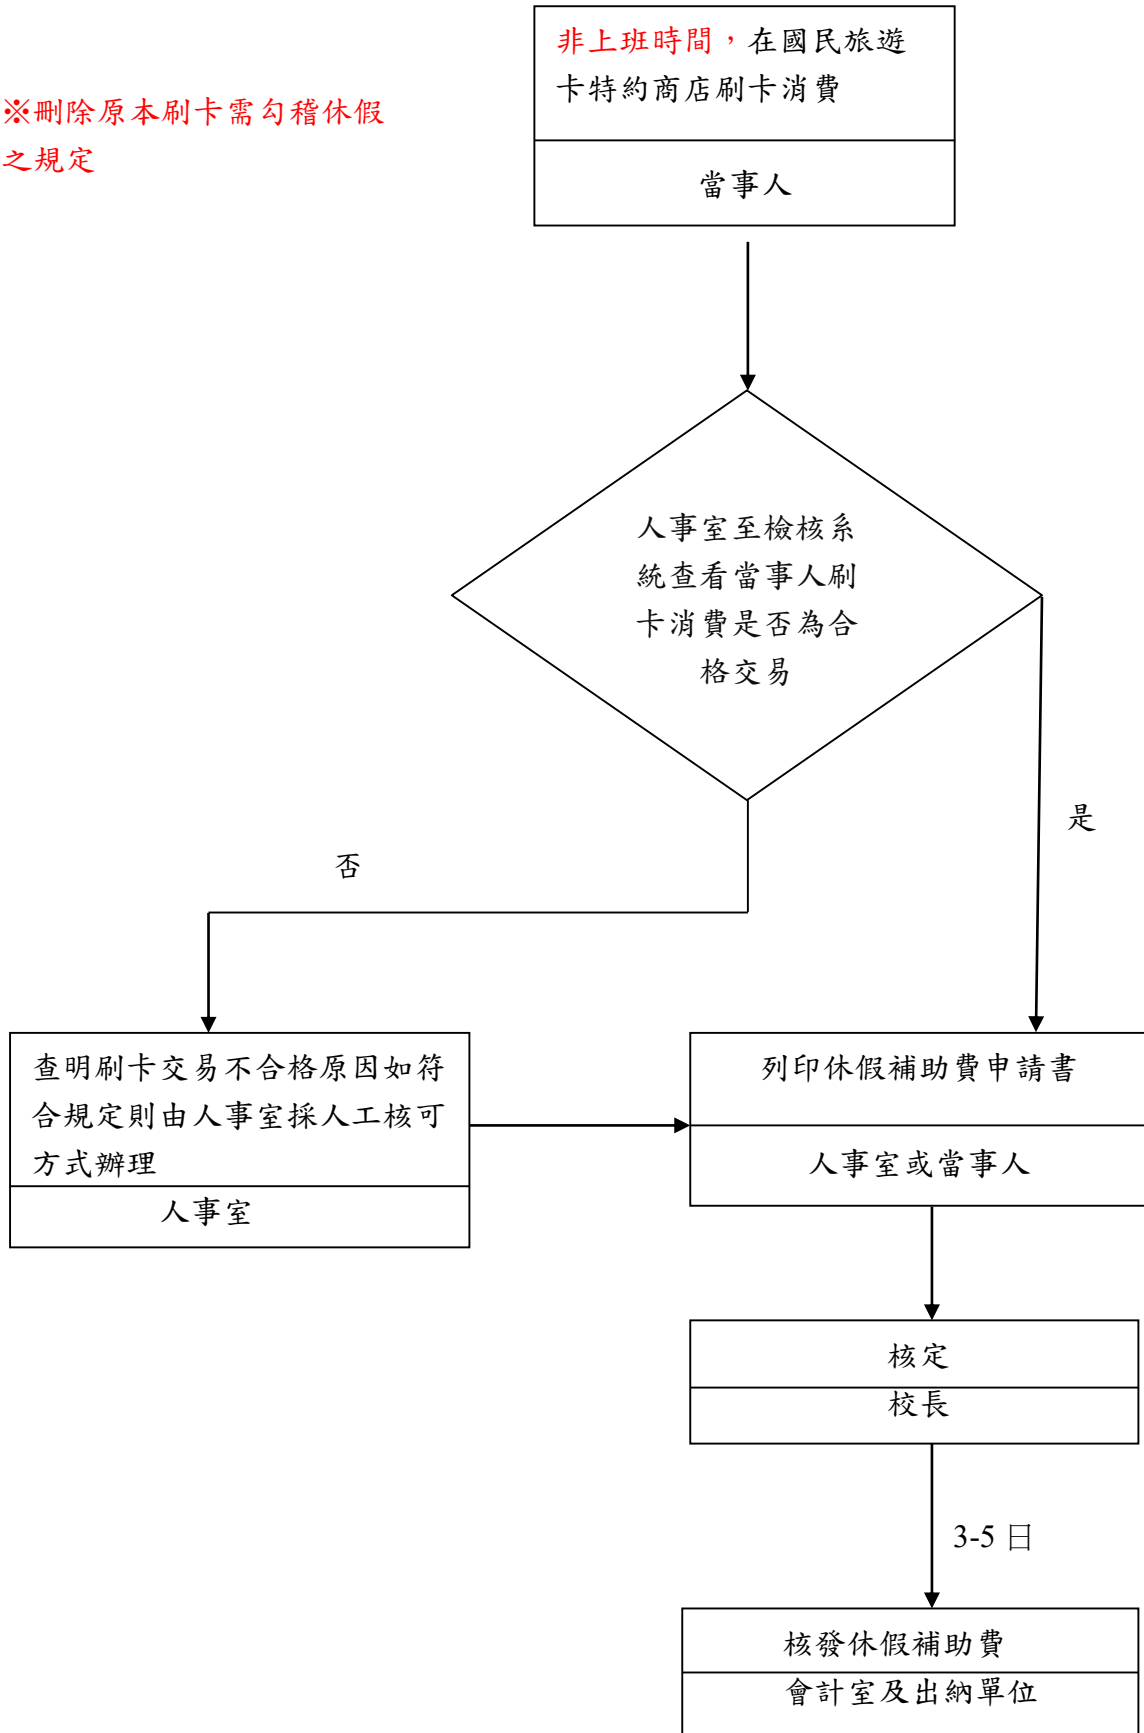 非上班時間，在國民旅遊
卡特約商店刷卡消費
※刪除原本刷卡需勾稽休假
之規定
當事人
人事室至檢核系
統查看當事人刷
卡消費是否為合
格交易
是
否
查明刷卡交易不合格原因如符
合規定則由人事室採人工核可
方式辦理
人事室
列印休假補助費申請書
人事室或當事人
核定
校長
3-5 日
核發休假補助費
會計室及出納單位